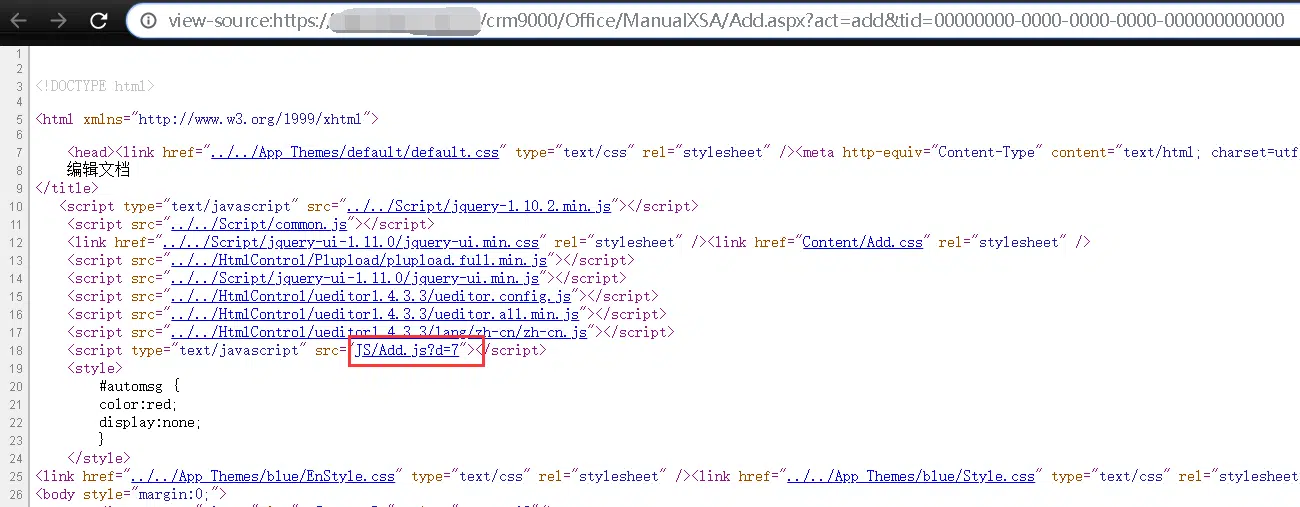 view-source:https://
/crm9000/Office/ManualXSA/Add.aspx?act=add&tid=00000000-0000-0000-0000-000000000000
1
2
3 <!DOCTYPE html>
4
5 <html xmlns="http://www.w3.org/1999/xhtml">
6
7 <head><link href="../../App_Themes/default/default.css" type="text/css" rel="stylesheet" /><meta http-equiv="Content-Type" content="text/html; charset=utf
8 编辑文档
9 </title>
10 <script type="text/javascript" src="../../Script/jquery-1.10.2.min.js"></script>
11 <script src="../../Script/common.js"></script>
12 <link href="../../Script/jquery-ui-1.11.0/jquery-ui.min.css" rel="stylesheet" /><link href="Content/Add.css" rel="stylesheet" />
13 <script src="../../HtmlControl/Plupload/plupload.full.min.js"></script>
14 <script src="../../Script/jquery-ui-1.11.0/jquery-ui.min.js"></script>
15 <script src="../../HtmlControl/ueditor1.4.3.3/ueditor.config.js"></script>
16 <script src="../../HtmlControl/ueditor1.4.3.3/ueditor.all.min.js"></script>
17 <script src="../../HtmlControl/ueditor1.4.3.3/lang/zh-cn/zh-cn.js"></script>
18 <script type="text/javascript" src="JS/Add.js?d=7"></script>
19 <style>
20 #automsg {
21 color:red;
22 display:none;
23 }
24 </style>
25 <link href="../../App_Themes/blue/EnStyle.css" type="text/css" rel="stylesheet" /><link href="../../App_Themes/blue/Style.css" type="text/css" rel="stylesheet"
26 <body style="margin:0;">